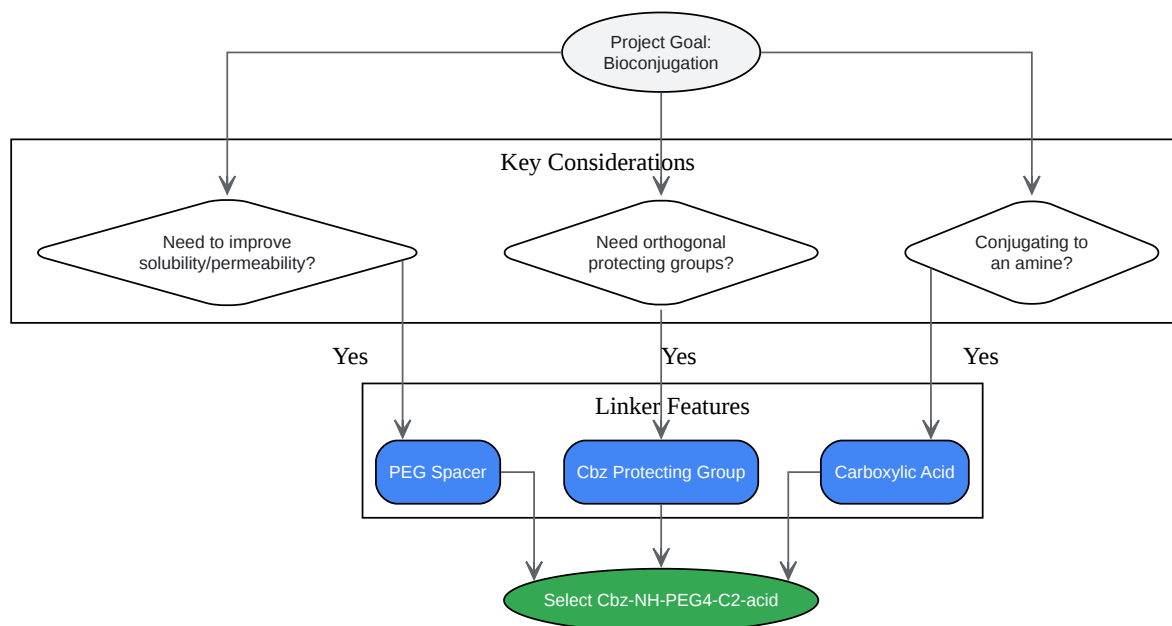 Project Goal:
Bioconjugation
Key Considerations
Need to improve
solubility/permeability?
Need orthogonal
protecting groups?
Conjugating to
an amine?
Yes
Yes
Yes
Linker Features
PEG Spacer
Cbz Protecting Group
Carboxylic Acid
Select Cbz-NH-PEG4-C2-acid